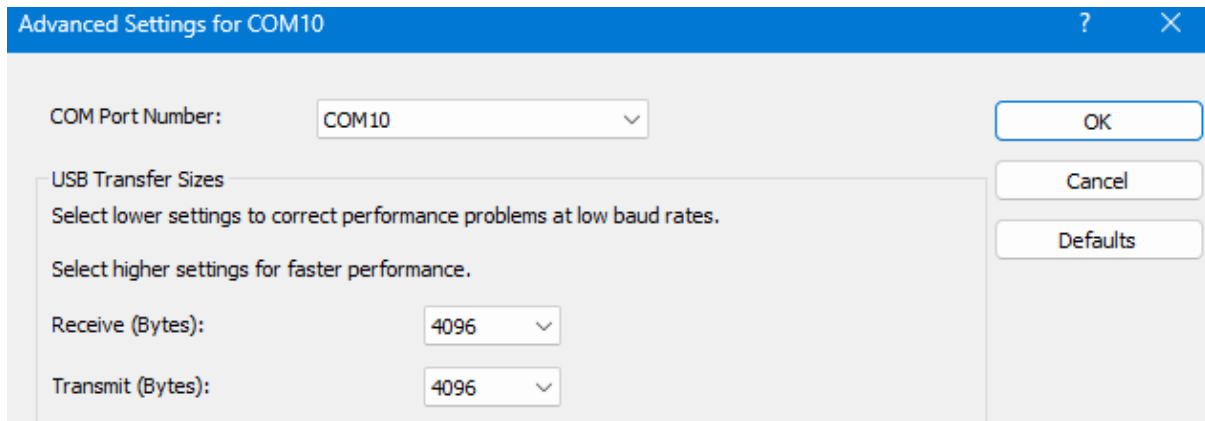 Advanced Settings for COM10 ?
COM Port Number: COM10
OK
USB Transfer Sizes
Cancel
Select lower settings to correct performance problems at low baud rates.
Defaults
Select higher settings for faster performance.
Receive (Bytes): 4096
Transmit (Bytes): 4096